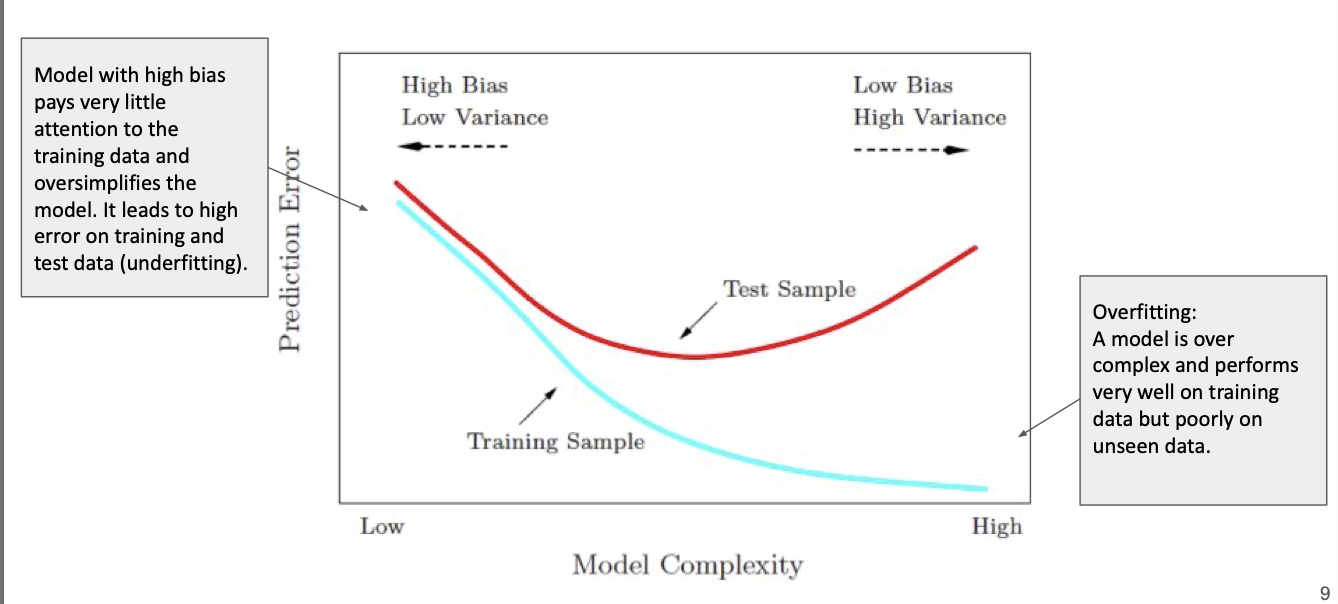 Model with high bias
pays very little
attention to the
training data and
oversimplifies the
model. It leads to high
error on training and
test data (underfitting).
Prediction Error
High Bias
Low Variance
Low Bias
High Variance
Test Sample
Training Sample
Low
High
Model Complexity
Overfitting:
A model is over
complex and performs
very well on training
data but poorly on
unseen data.
9